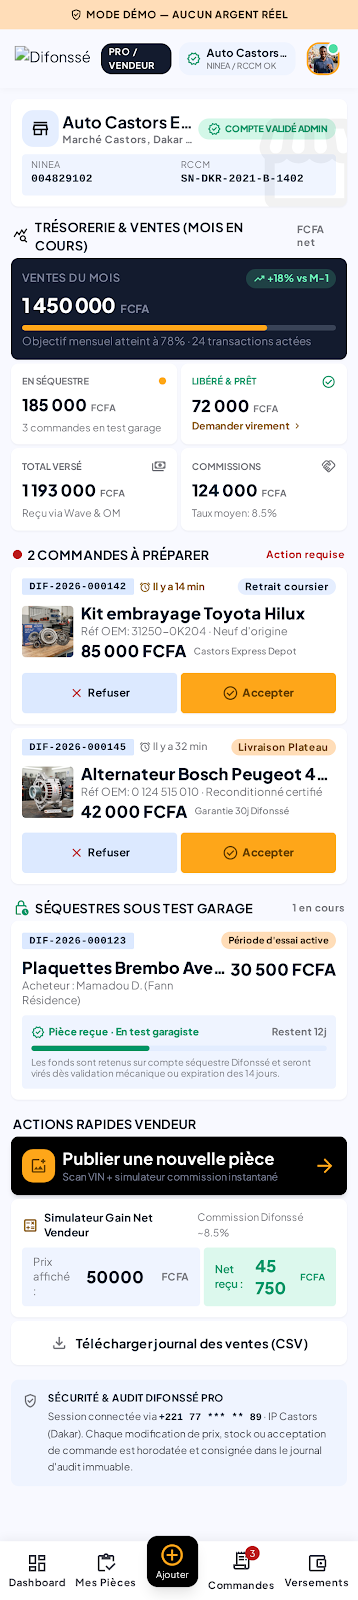 MODE DÉMO — AUCUN ARGENT RÉEL
Difonssé
PRO /
VENDEUR
Auto Castors...
NINEA / RCCM OK
Auto Castors E...
COMPTE VALIDÉ ADMIN
Marché Castors, Dakar ...
NINEA
RCCM
004829102
SN-DKR-2021-B-1402
TRÉSORERIE & VENTES (MOIS EN
COURS)
FCFA
net
VENTES DU MOIS
+18% vs M-1
1 450 000 FCFA
Objectif mensuel atteint à 78% · 24 transactions actées
EN SÉQUESTRE
185 000 FCFA
3 commandes en test garage
LIBÉRÉ & PRÊT
72 000 FCFA
Demander virement ›
TOTAL VERSÉ
1 193 000 FCFA
Reçu via Wave & OM
COMMISSIONS
124 000 FCFA
Taux moyen: 8.5%
2 COMMANDES À PRÉPARER
Action requise
DIF-2026-000142
Il y a 14 min
Retrait coursier
Kit embrayage Toyota Hilux
Réf OEM: 31250-0K204 · Neuf d'origine
85 000 FCFA Castors Express Depot
Refuser
Accepter
DIF-2026-000145
Il y a 32 min
Livraison Plateau
Alternateur Bosch Peugeot 4...
Réf OEM: 0 124 515 010 · Reconditionné certifié
42 000 FCFA Garantie 30j Difonssé
Refuser
Accepter
SÉQUESTRES SOUS TEST GARAGE
1 en cours
DIF-2026-000123
Période d'essai active
Plaquettes Brembo Ave... 30 500 FCFA
Acheteur : Mamadou D. (Fann
Résidence)
Pièce reçue · En test garagiste
Restent 12j
Les fonds sont retenus sur compte séquestre Difonssé et seront
virés dès validation mécanique ou expiration des 14 jours.
ACTIONS RAPIDES VENDEUR
Publier une nouvelle pièce
Scan VIN + simulateur commission instantané
Simulateur Gain Net
Vendeur
Commission Difonssé
~8.5%
Prix
affiché
:
50000 FCFA
Net
reçu :
45
750
FCFA
Télécharger journal des ventes (CSV)
SÉCURITÉ & AUDIT DIFONSSÉ PRO
Session connectée via +221 77 *** ** 89 · IP Castors
(Dakar). Chaque modification de prix, stock ou acceptation
de commande est horodatée et consignée dans le journal
d'audit immuable.
Dashboard
Mes Pièces
Ajouter
3
Commandes
Versements